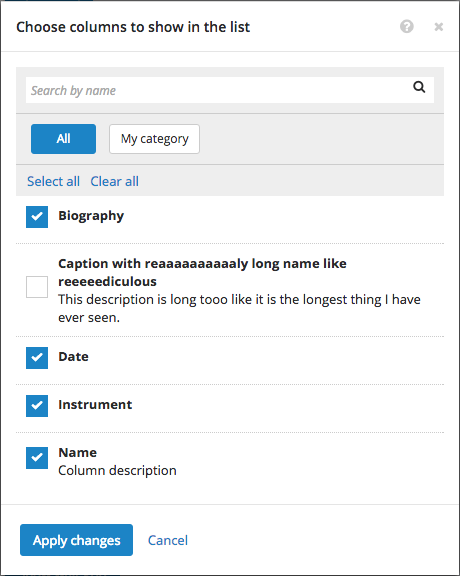 Choose columns to show in the list
Search by name
All
My category
Select all Clear all
Biography
Caption with reaaaaaaaaaaly long name like
reeeeediculous
This description is long tooo like it is the longest thing I have
ever seen.
Date
Instrument
Name
Column description
Apply changes
Cancel